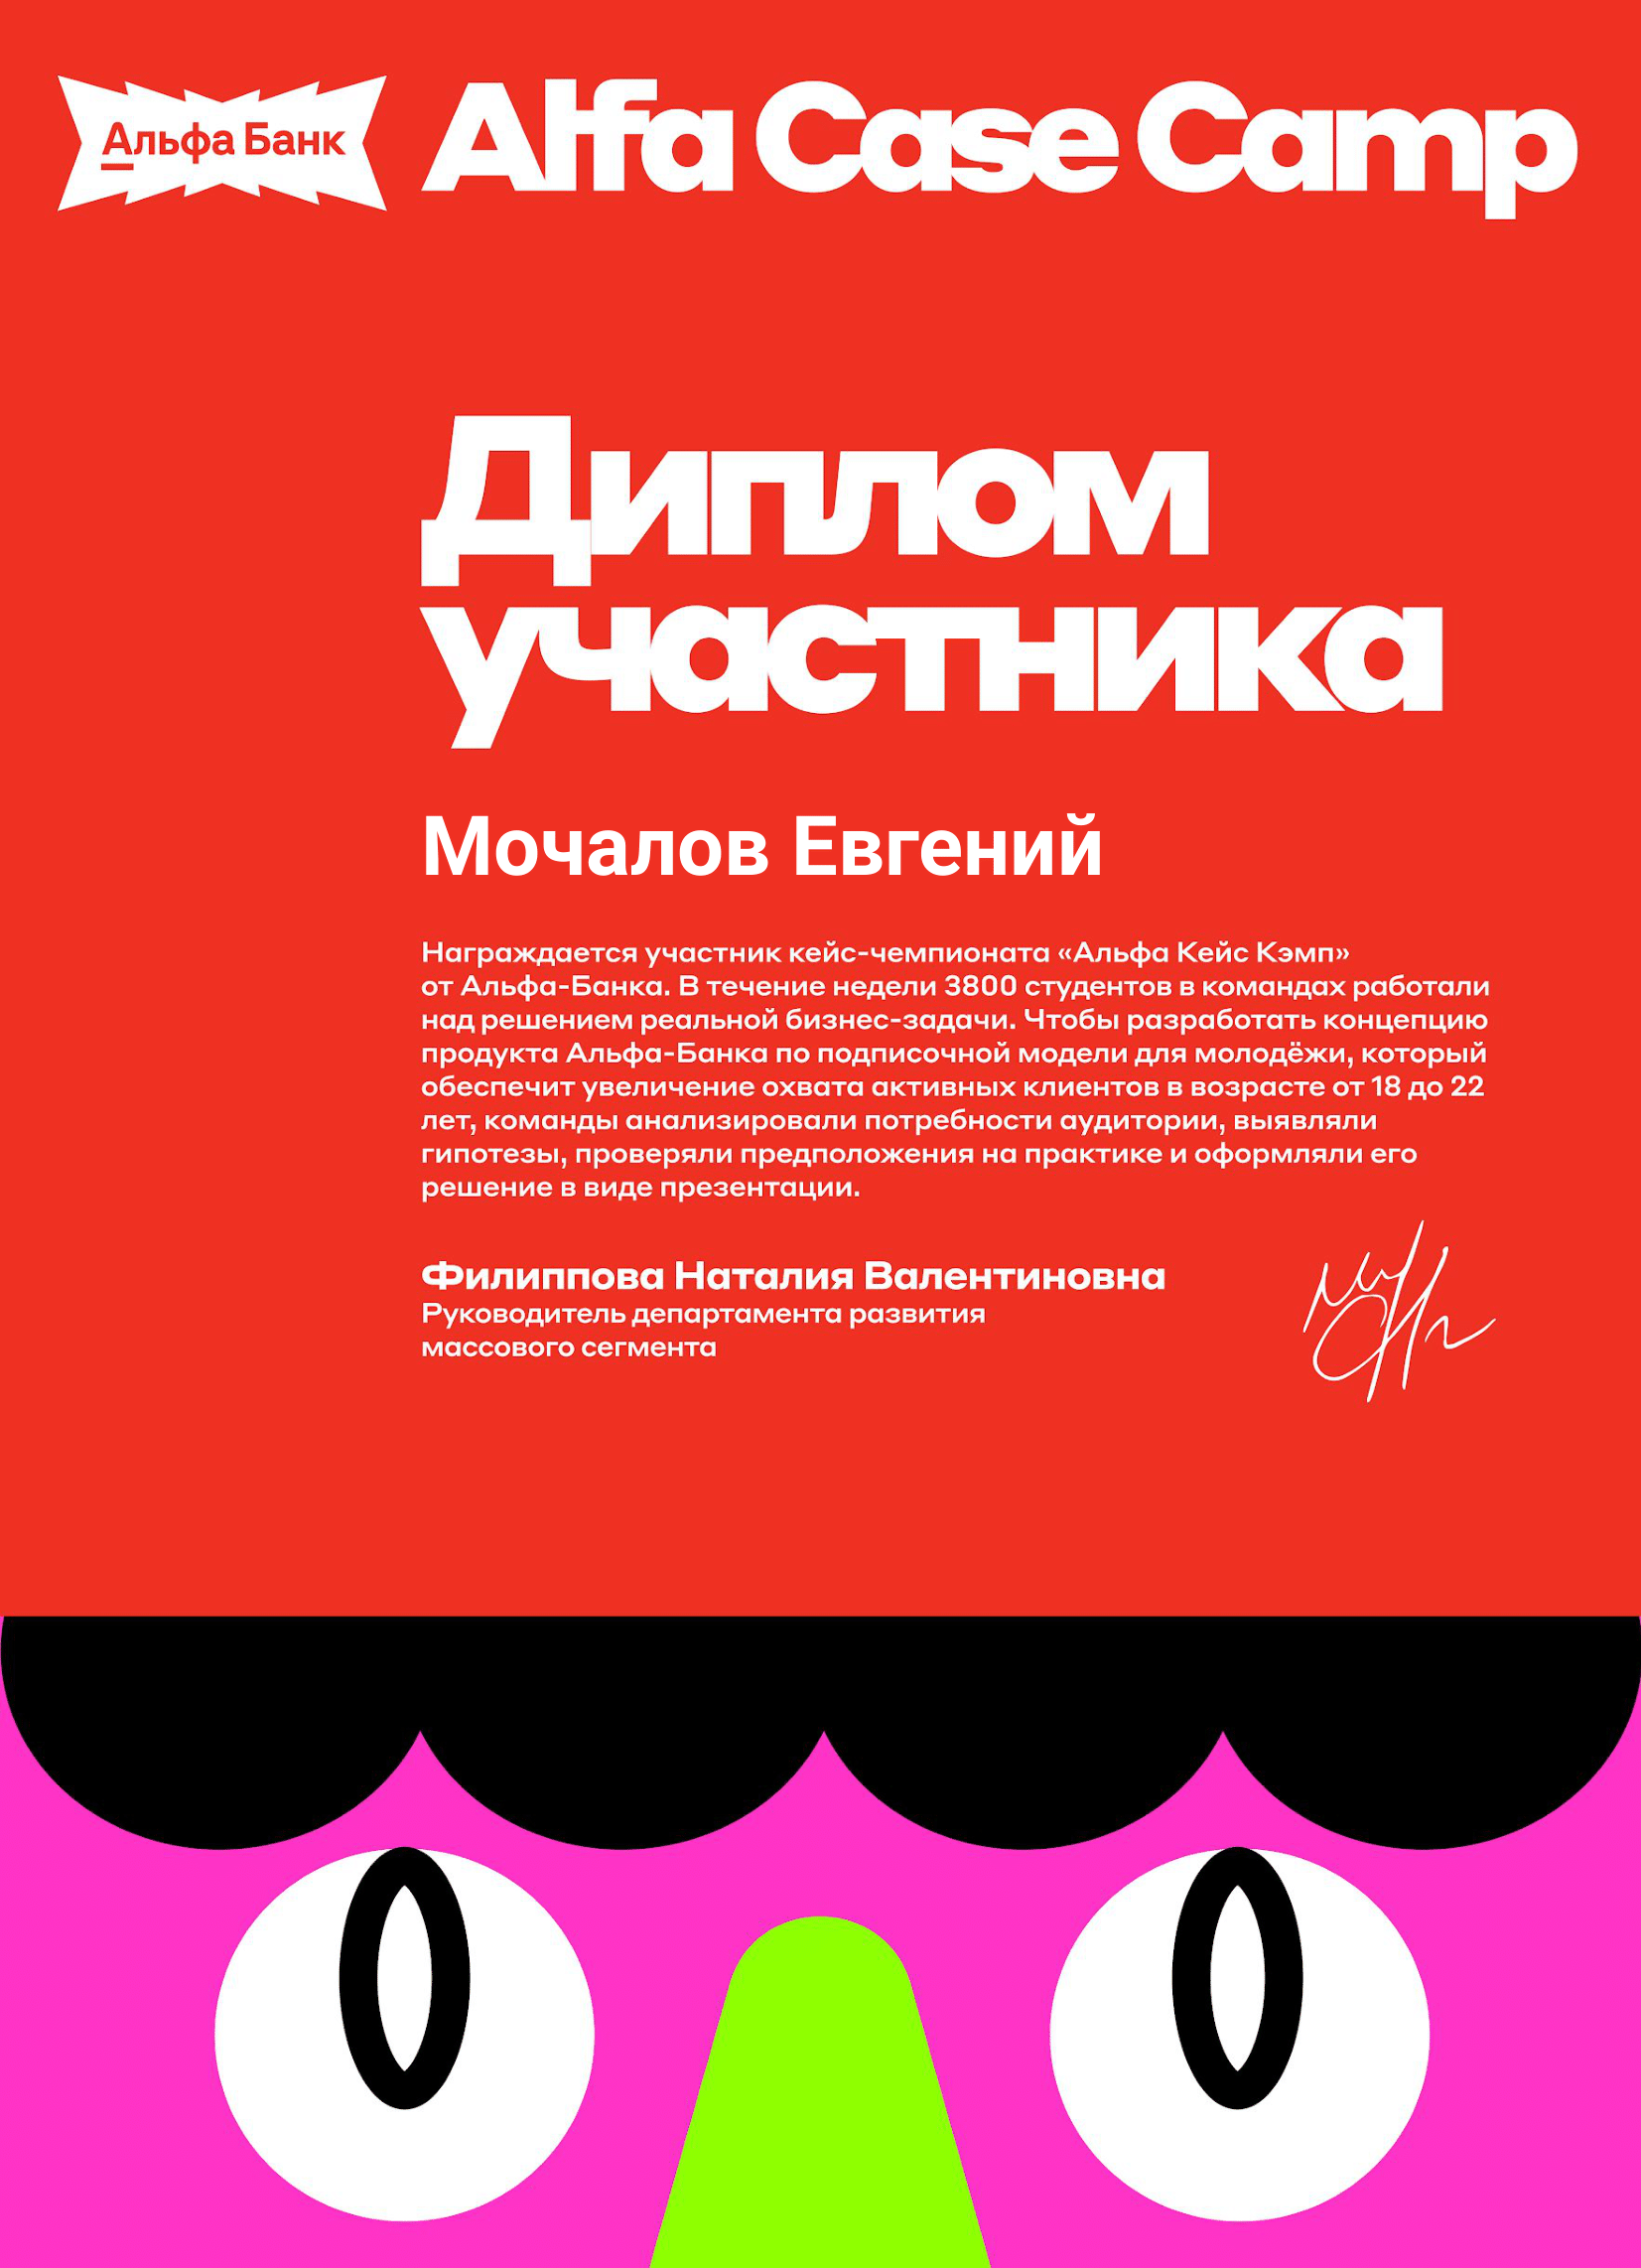 Альфа Банк Alfa Case Camp
Диплом
участника
Мочалов Евгений
Награждается участник кейс-чемпионата «Альфа Кейс Кэмп»
от Альфа-Банка. В течение недели 3800 студентов в командах работали
над решением реальной бизнес-задачи. Чтобы разработать концепцию
продукта Альфа-Банка по подписочной модели для молодёжи, который
обеспечит увеличение охвата активных клиентов в возрасте от 18 до 22
лет, команды анализировали потребности аудитории, выявляли
гипотезы, проверяли предположения на практике и оформляли его
решение в виде презентации.
Филиппова Наталия Валентиновна
Руководитель департамента развития
массового сегмента